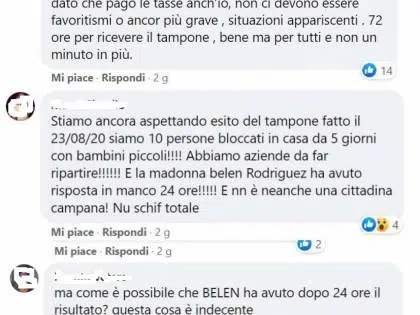 dato che pago le tasse anch'io, non ci devono essere
favoritismi o ancor più grave , situazioni appariscenti . 72
ore per ricevere il tampone , bene ma per tutti e non un
minuto in più.
14
Mi piace · Rispondi · 2 g
Stiamo ancora aspettando esito del tampone fatto il
23/08/20 siamo 10 persone bloccati in casa da 5 giorni
con bambini piccoli!!!! Abbiamo aziende da far
ripartire!!!!!! E la madonna belen Rodriguez ha avuto
risposta in manco 24 ore!!!!! E nn è neanche una cittadina
campana! Nu schif totale
4
Mi piace · Rispondi · 2 g
2
Mi piace · Rispondi · 2 g
ma come è possibile che BELEN ha avuto dopo 24 ore il
risultato? questa cosa è indecente